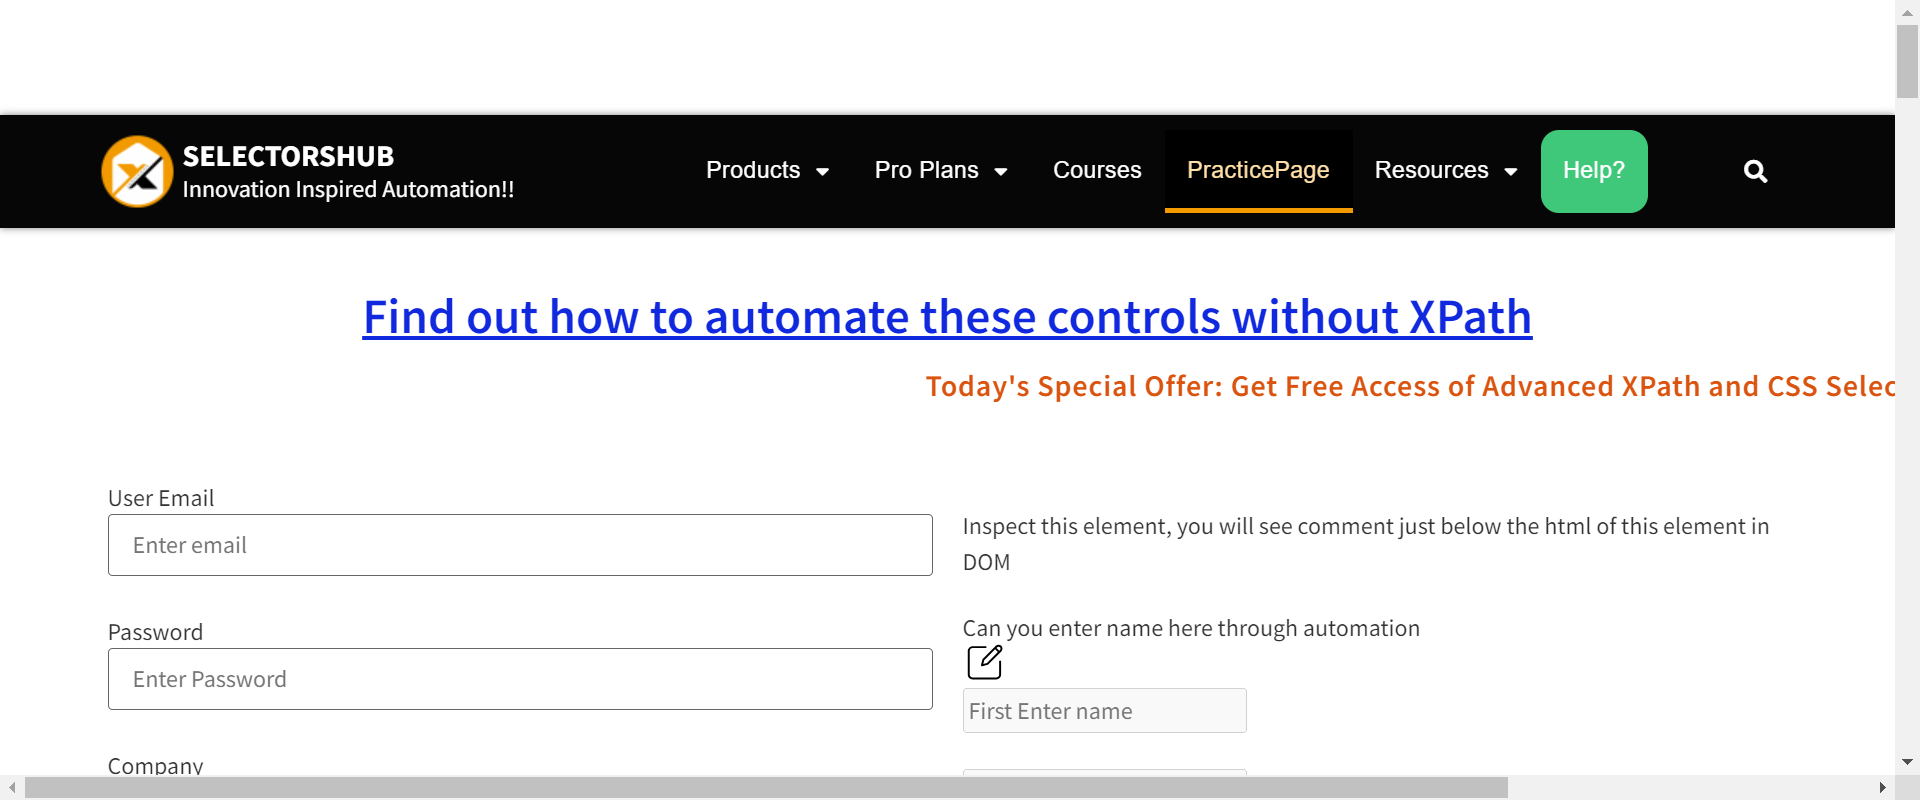 SELECTORSHUB
Innovation Inspired Automation!!
Products
Pro Plans
Courses
PracticePage
Resources
Help?
Find out how to automate these controls without XPath
Today's Special Offer: Get Free Access of Advanced XPath and CSS Selec
User Email
Enter email
Password
Enter Password
Company
Inspect this element, you will see comment just below the html of this element in
DOM
Can you enter name here through automation
First Enter name